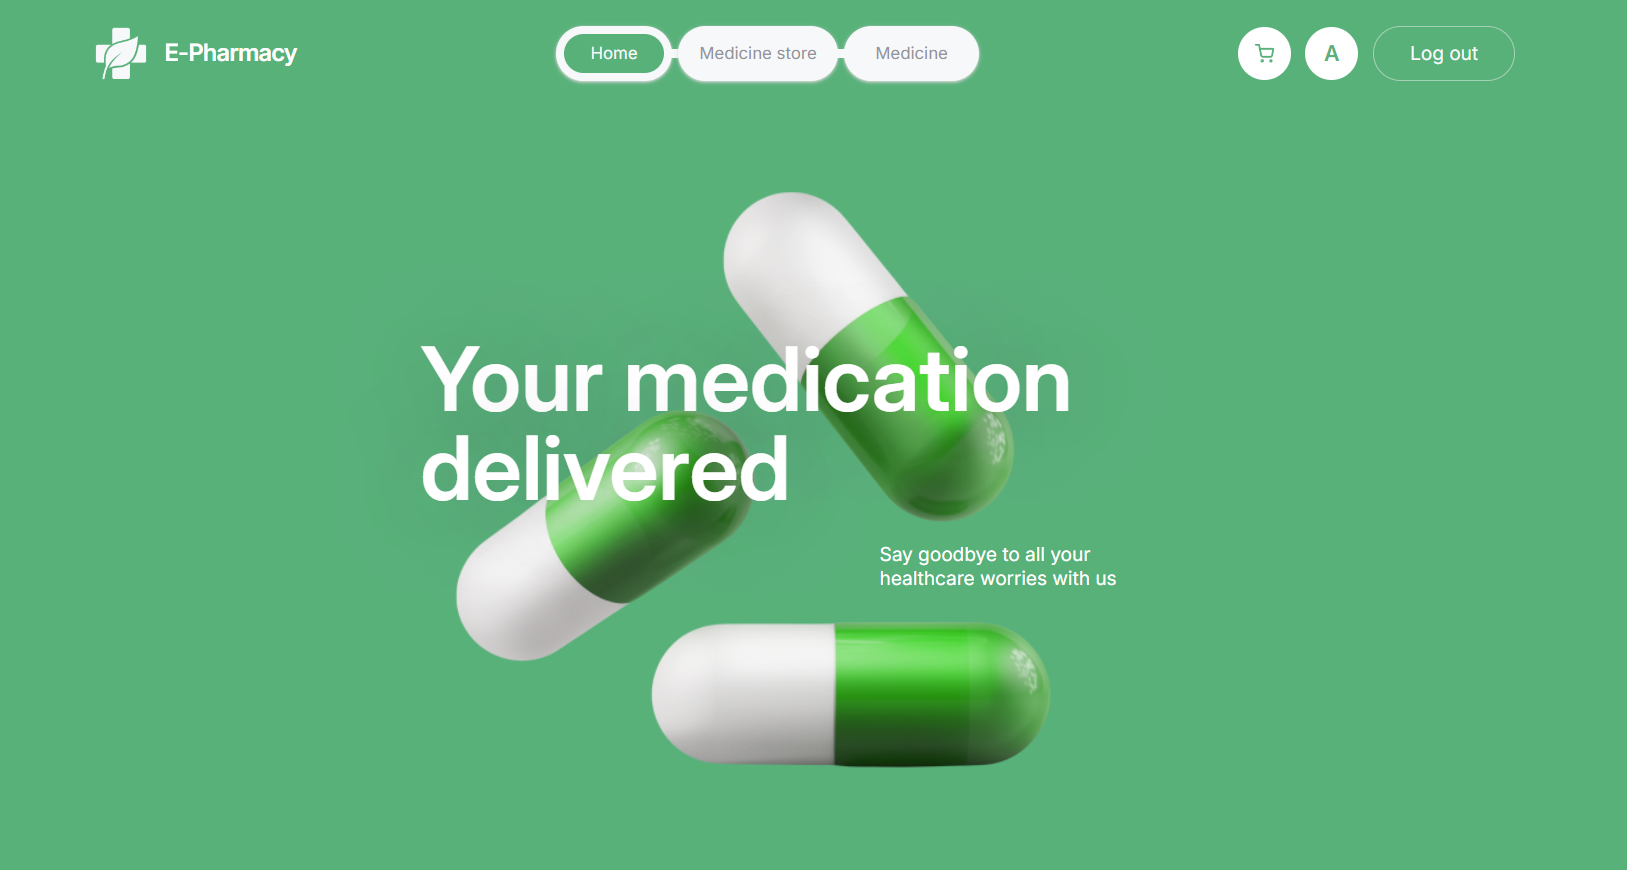 E-Pharmacy
Home
Medicine store
Medicine
A
Log out
Your medication
delivered
Say goodbye to all your
healthcare worries with us